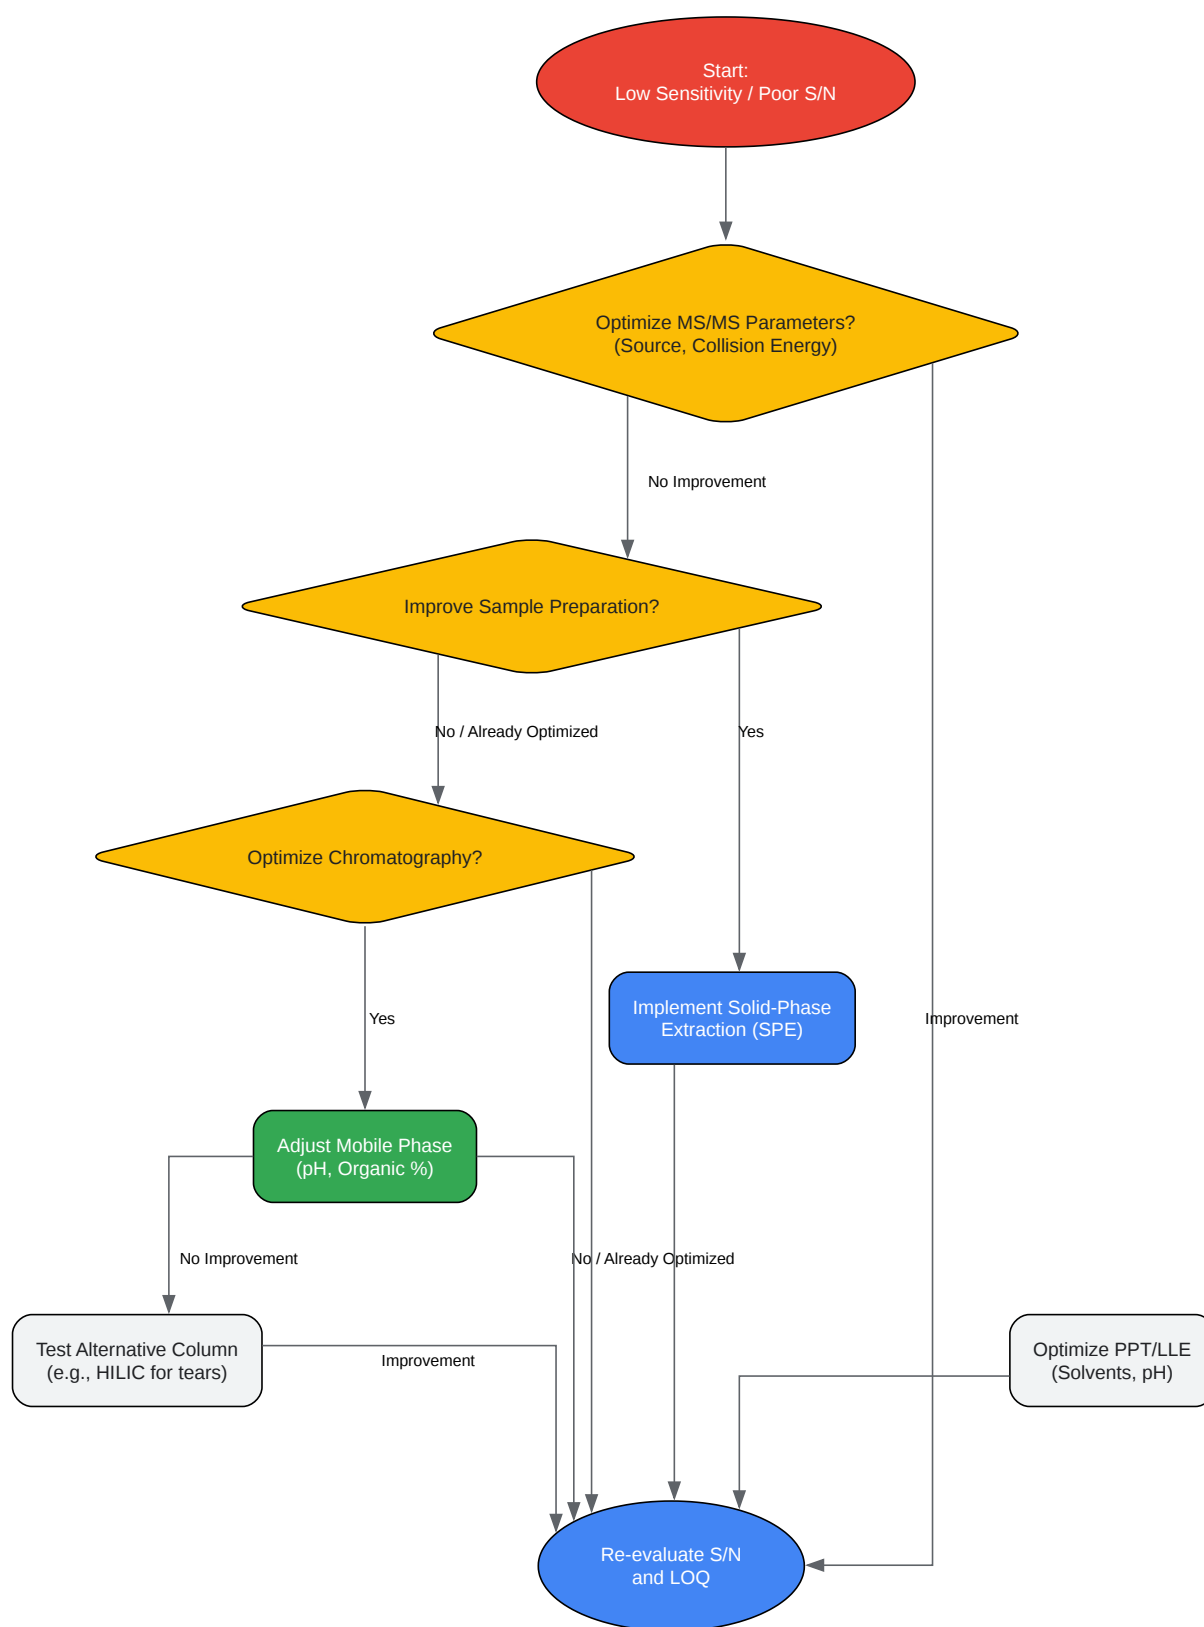 Start:
Low Sensitivity / Poor S/N
Optimize MS/MS Parameters?
(Source, Collision Energy)
No Improvement
Improve Sample Preparation?
No / Already Optimized
Yes
Optimize Chromatography?
Implement Solid-Phase
Extraction (SPE)
Yes
Improvement
Adjust Mobile Phase
(pH, Organic %)
No Improvement
No / Already Optimized
Test Alternative Column
(e.g., HILIC for tears)
Improvement
Optimize PPT/LLE
(Solvents, pH)
Re-evaluate S/N
and LOQ